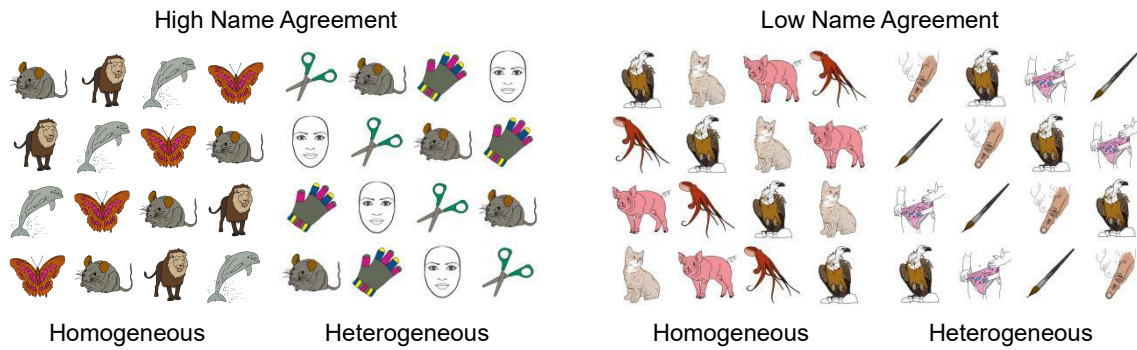 High Name Agreement
Low Name Agreement
Homogeneous
Heterogeneous
Homogeneous
Heterogeneous